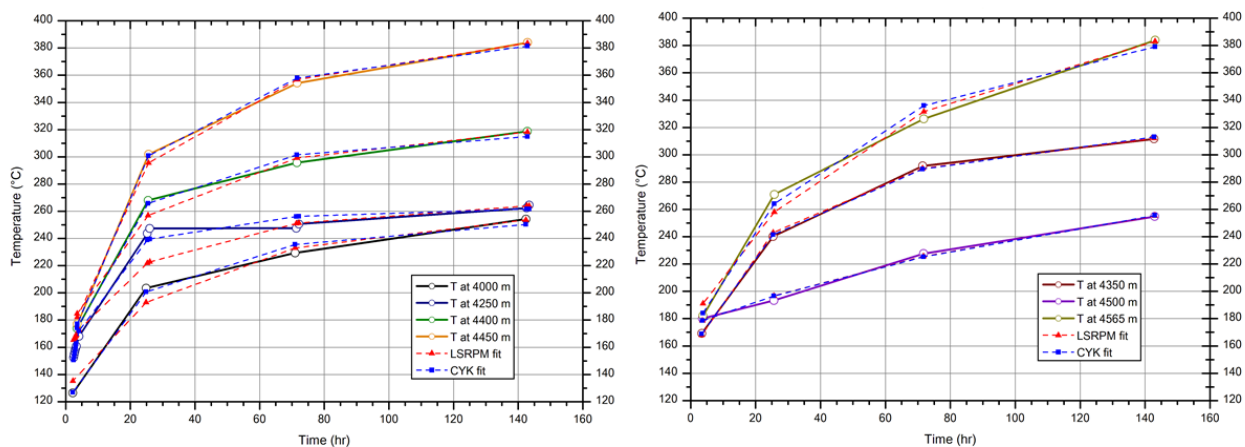 400 400
380 380
360 360
340 340
320 320
300 300
280 280
260 260
240 240
220 220
200 200
180 180
160 160
140 140
120 120
0 20 40 60 80 100 120 140 160
Temperature (°C)
Time (hr)
T at 4000 m
T at 4250 m
T at 4400 m
T at 4450 m
LSRPM fit
CYK fit
400 400
380 380
360 360
340 340
320 320
300 300
280 280
260 260
240 240
220 220
200 200
180 180
160 160
140 140
120 120
0 20 40 60 80 100 120 140 160
Temperature (°C)
Time (hr)
T at 4350 m
T at 4500 m
T at 4565 m
LSRPM fit
CYK fit